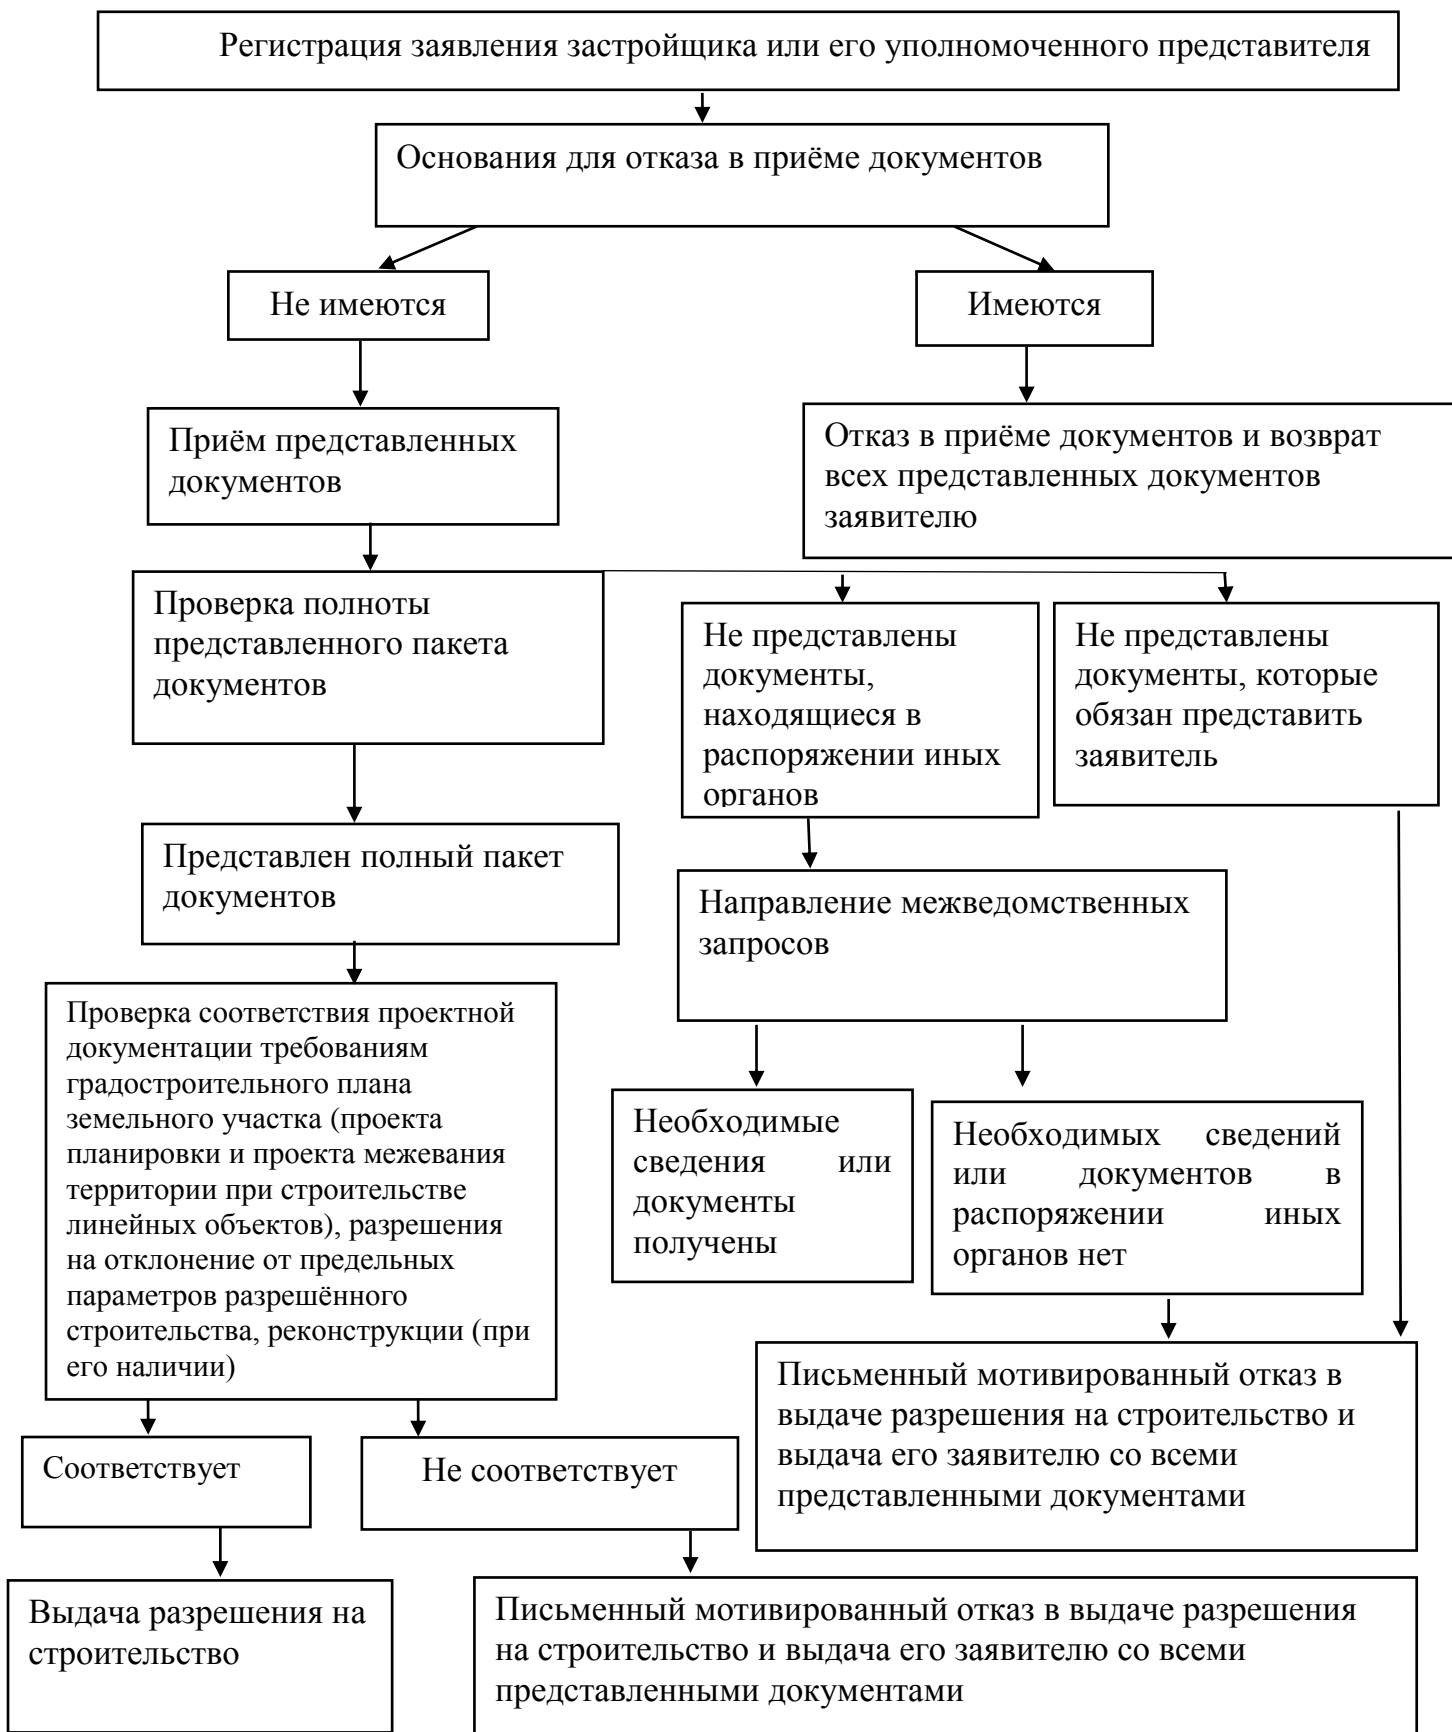 Регистрация заявления застройщика или его уполномоченного представителя
Основания для отказа в приёме документов
Не имеются
Имеются
Приём представленных
документов
Отказ в приёме документов и возврат
всех представленных документов
заявителю
Проверка полноты
представленного пакета
документов
Не представлены
документы,
находящиеся в
распоряжении иных
органов
Не представлены
документы, которые
обязан представить
заявитель
Представлен полный пакет
документов
Направление межведомственных
запросов
Проверка соответствия проектной
документации требованиям
градостроительного плана
земельного участка (проекта
планировки и проекта межевания
территории при строительстве
линейных объектов), разрешения
на отклонение от предельных
параметров разрешённого
строительства, реконструкции (при
его наличии)
Необходимые
сведения или
документы
получены
Необходимых сведений
или документов в
распоряжении иных
органов нет
Письменный мотивированный отказ в
выдаче разрешения на строительство и
выдача его заявителю со всеми
представленными документами
Соответствует
Не соответствует
Выдача разрешения на
строительство
Письменный мотивированный отказ в выдаче разрешения
на строительство и выдача его заявителю со всеми
представленными документами